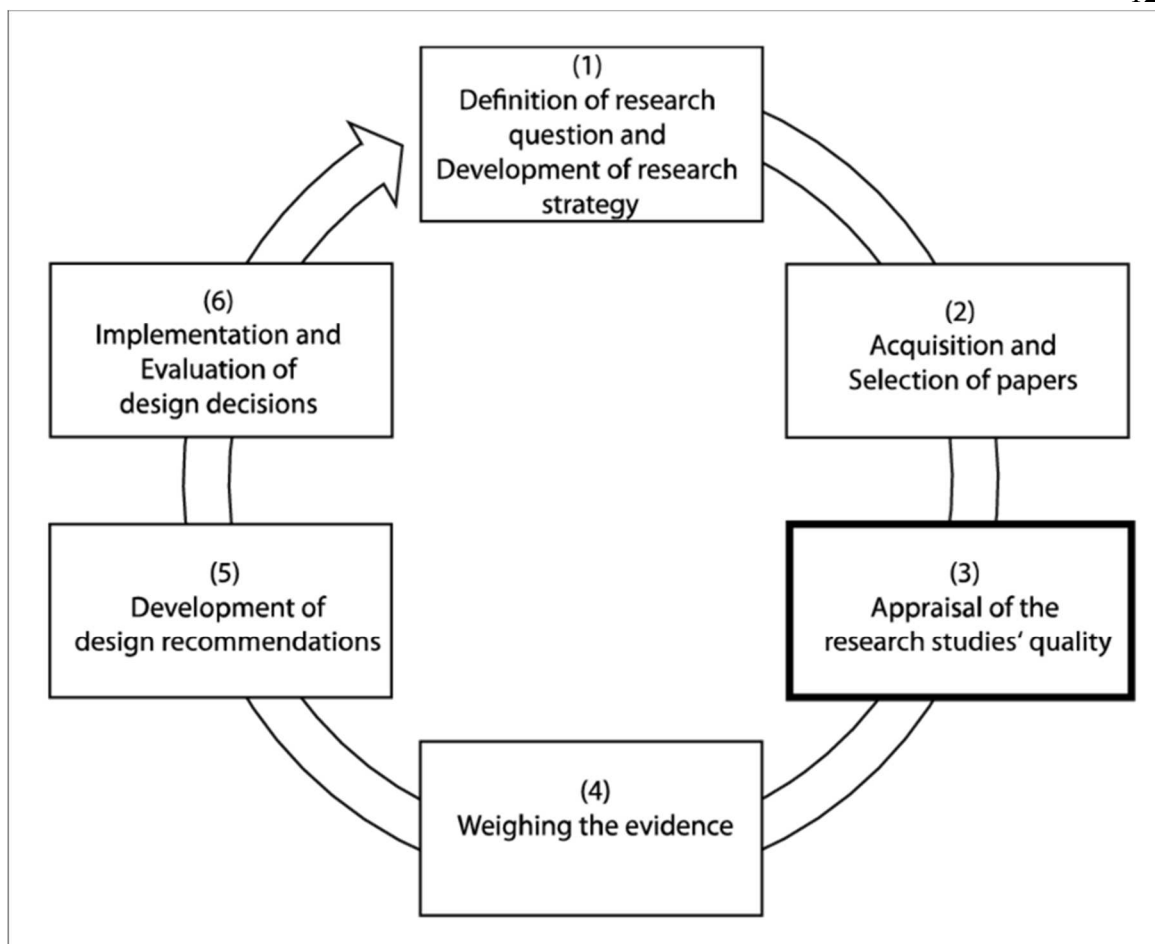 (1)
Definition of research
question and
Development of research
strategy
(2)
Acquisition and
Selection of papers
(3)
Appraisal of the
research studies‘ quality
(4)
Weighing the evidence
(5)
Development of
design recommendations
(6)
Implementation and
Evaluation of
design decisions